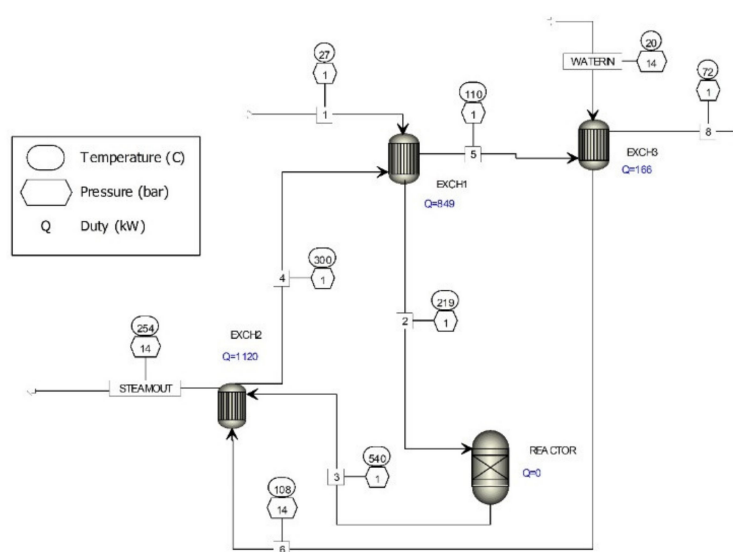 27
1
1
20
14
WATERIN
72
1
8
110
1
5
EXCH3
Q=166
EXCH1
Q=849
Temperature (C)
Pressure (bar)
Q Duty (kW)
300
1
4
219
1
2
254
14
STEAMOUT
EXCH2
Q=1120
REACTOR
Q=0
540
1
3
108
14
6